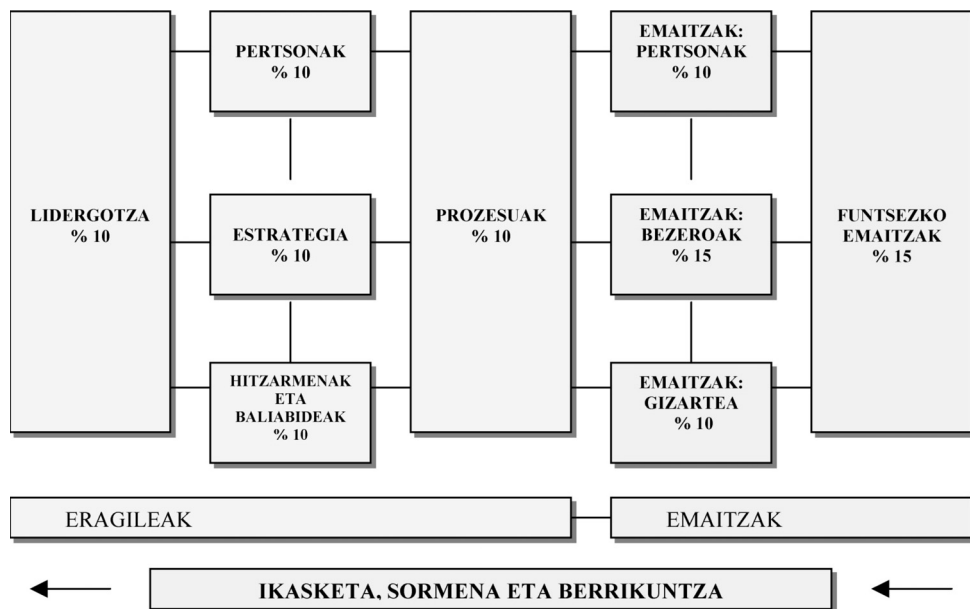 LIDERGOTZA
% 10
PERTSONAK
% 10
ESTRATEGIA
% 10
HITZARMENAK
ETA
BALIABIDEAK
% 10
PROZESUAK
% 10
EMAITZAK:
PERTSONAK
% 10
EMAITZAK:
BEZEROAK
% 15
EMAITZAK:
GIZARTEA
% 10
FUNTSEZKO
EMAITZAK
% 15
ERAGILEAK
EMAITZAK
IKASKETA, SORMENA ETA BERRIKUNTZA